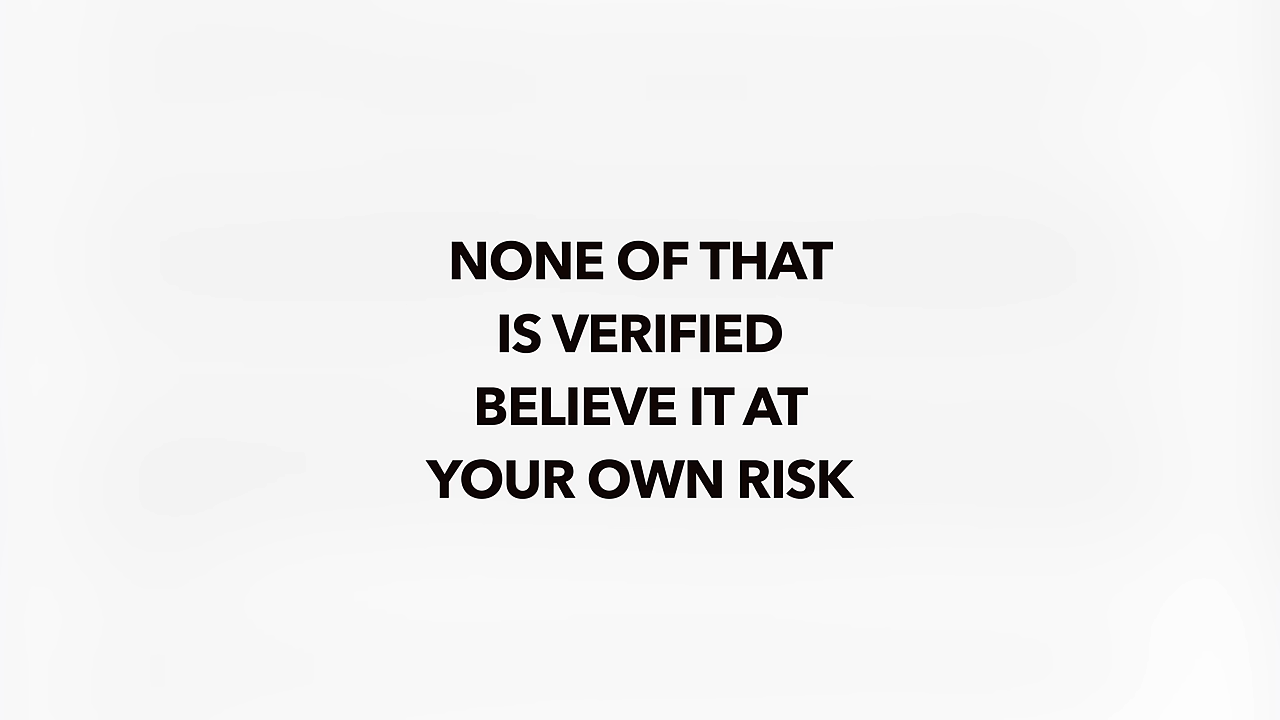 NONE OF THAT
IS VERIFIED
BELIEVE IT AT
YOUR OWN RISK